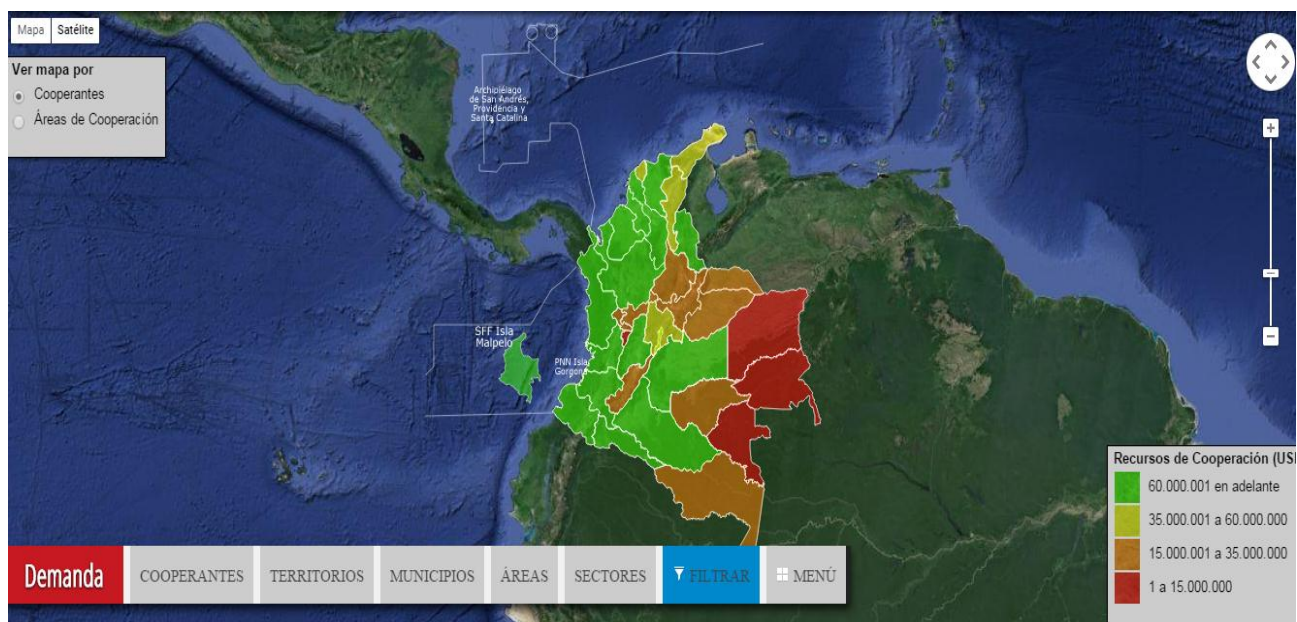 Mapa
Satélite
Ver mapa por
Cooperantes
Áreas de Cooperación
Archipiélago
de San Andrés,
Providencia y
Santa Catalina
SFF Isla
Malpelo
PNN Isla
Gorgona
Recursos de Cooperación (US
60.000.001 en adelante
35.000.001 a 60.000.000
15.000.001 a 35.000.000
1 a 15.000.000
Demanda
COOPERANTES
TERRITORIOS
MUNICIPIOS
ÁREAS
SECTORES
FILTRAR
MENÚ